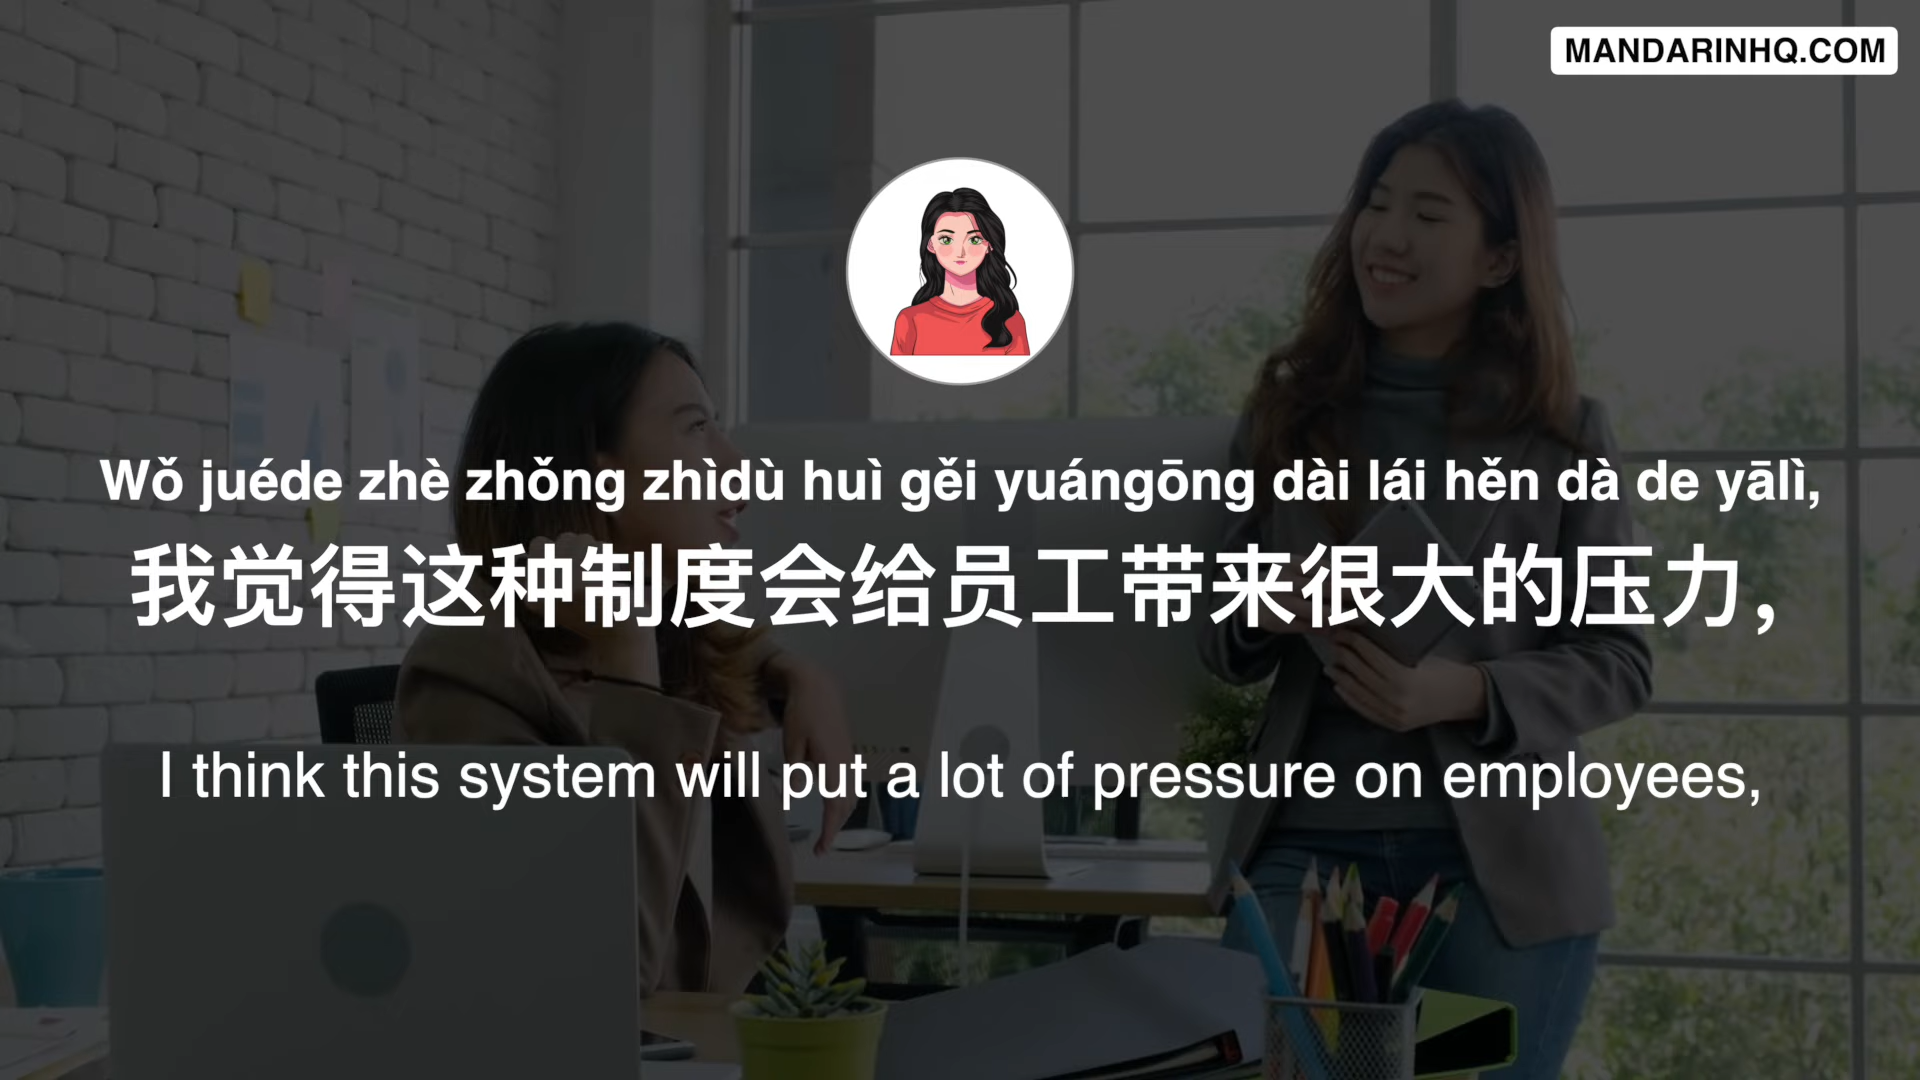 MANDARINHQ.COM
Wǒ juéde zhè zhǒng zhìdù huì gěi yuángōng dài lái hěn dà de yālì,
我觉得这种制度会给员工带来很大的压力，
I think this system will put a lot of pressure on employees,